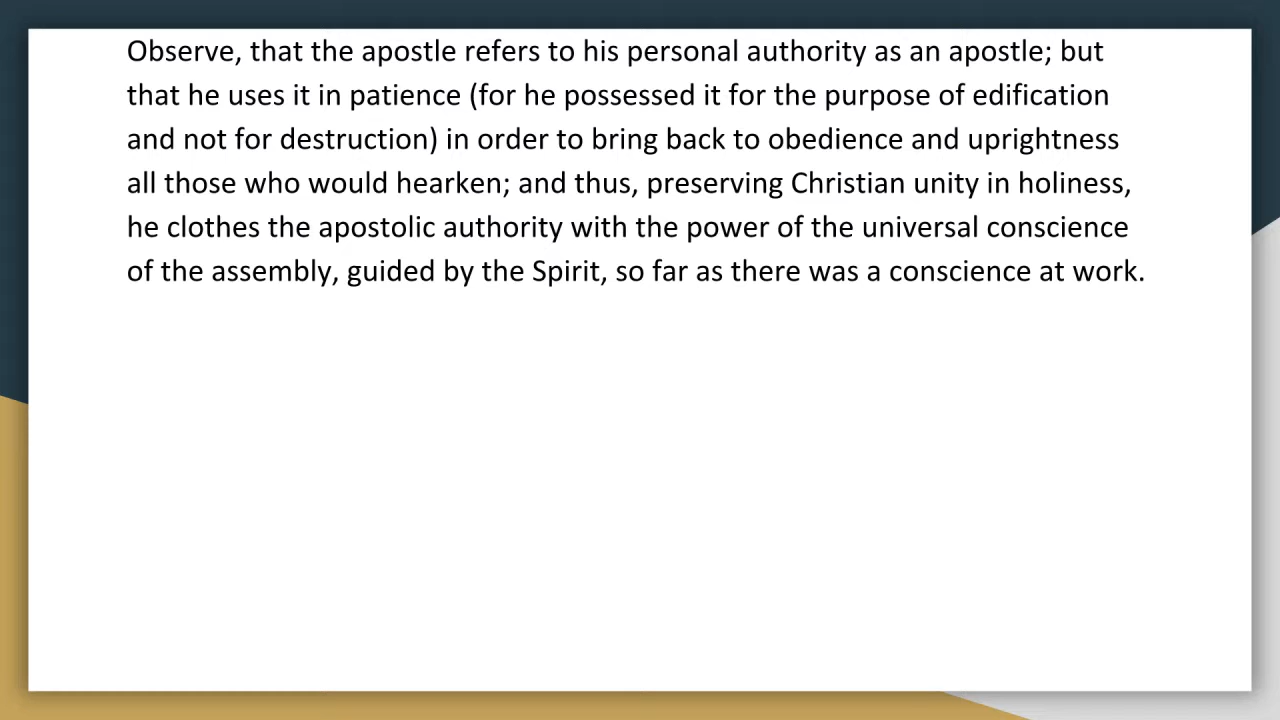 Observe, that the apostle refers to his personal authority as an apostle; but
that he uses it in patience (for he possessed it for the purpose of edification
and not for destruction) in order to bring back to obedience and uprightness
all those who would hearken; and thus, preserving Christian unity in holiness,
he clothes the apostolic authority with the power of the universal conscience
of the assembly, guided by the Spirit, so far as there was a conscience at work.